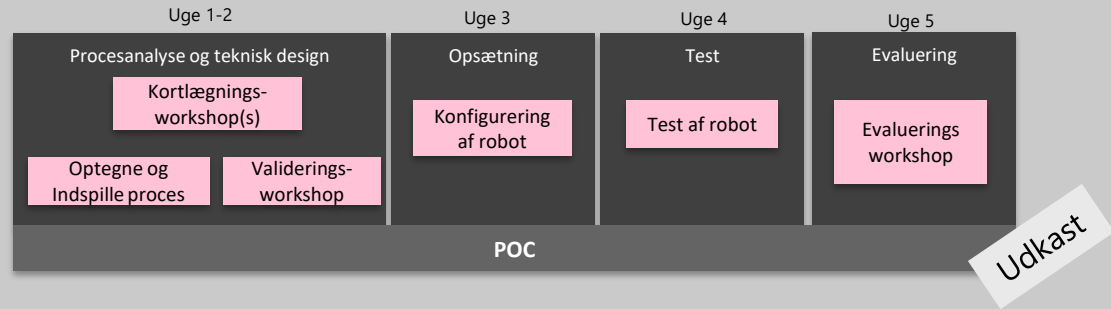 Uge 1-2
Uge 3
Uge 4
Uge 5
Procesanalyse og teknisk design
Opsætning
Test
Evaluering
Kortlægnings-
workshop(s)
Optegne og
Indspille proces
Validerings-
workshop
Konfigurering
af robot
Test af robot
Evaluerings
workshop
POC
Udkast